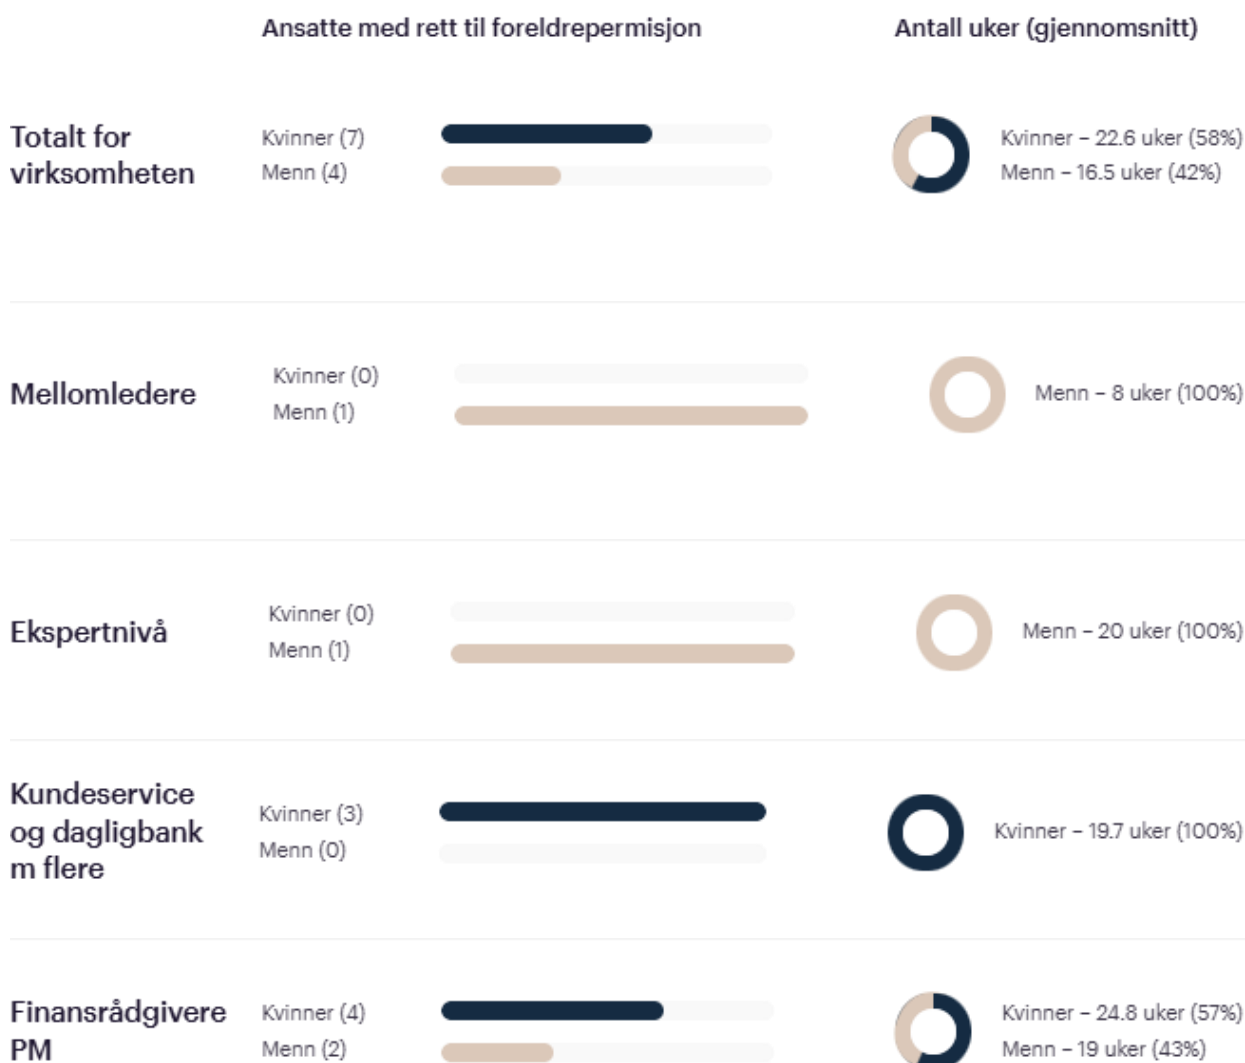 Ansatte med rett til foreldrepermisjon
Antall uker (gjennomsnitt)
Totalt for
virksomheten
Kvinner (7)
Menn (4)
Kvinner – 22.6 uker (58%)
Menn – 16.5 uker (42%)
Mellomledere
Kvinner (0)
Menn (1)
Menn – 8 uker (100%)
Ekspertnivå
Kvinner (0)
Menn (1)
Menn – 20 uker (100%)
Kundeservice
og dagligbank
m flere
Kvinner (3)
Menn (0)
Kvinner – 19.7 uker (100%)
Finansrådgivere
PM
Kvinner (4)
Menn (2)
Kvinner – 24.8 uker (57%)
Menn – 19 uker (43%)